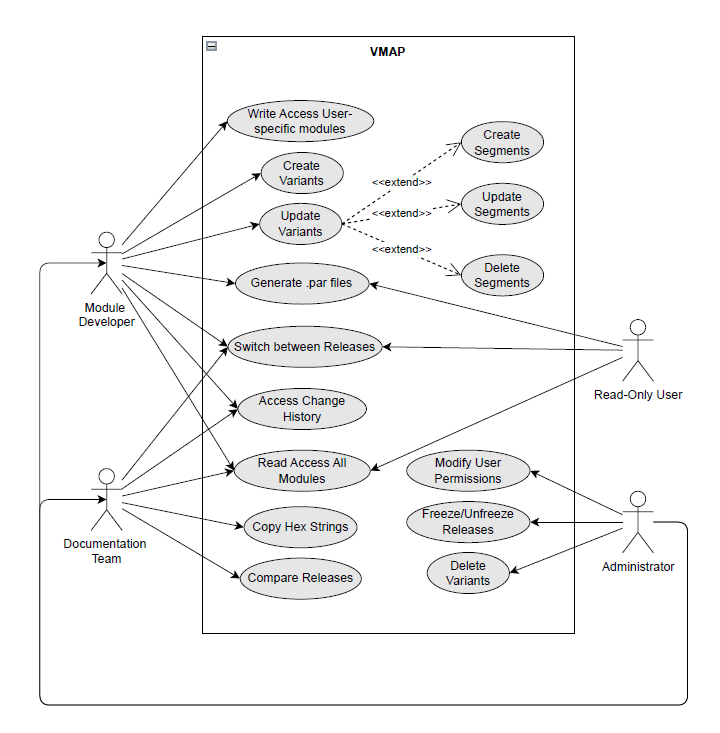 VMAP
Write Access User-
specific modules
Create
Variants
Update
Variants
Generate .par files
Switch between Releases
Access Change
History
Read Access All
Modules
Copy Hex Strings
Compare Releases
<<extend>>
<<extend>>
<<extend>>
Create
Segments
Update
Segments
Delete
Segments
Modify User
Permissions
Freeze/Unfreeze
Releases
Delete
Variants
Module
Developer
Documentation
Team
Read-Only User
Administrator